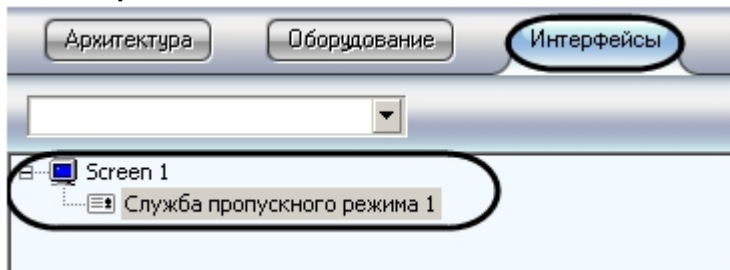 Архитектура Оборудование Интерфейсы
Screen 1
Служба пропускного режима 1